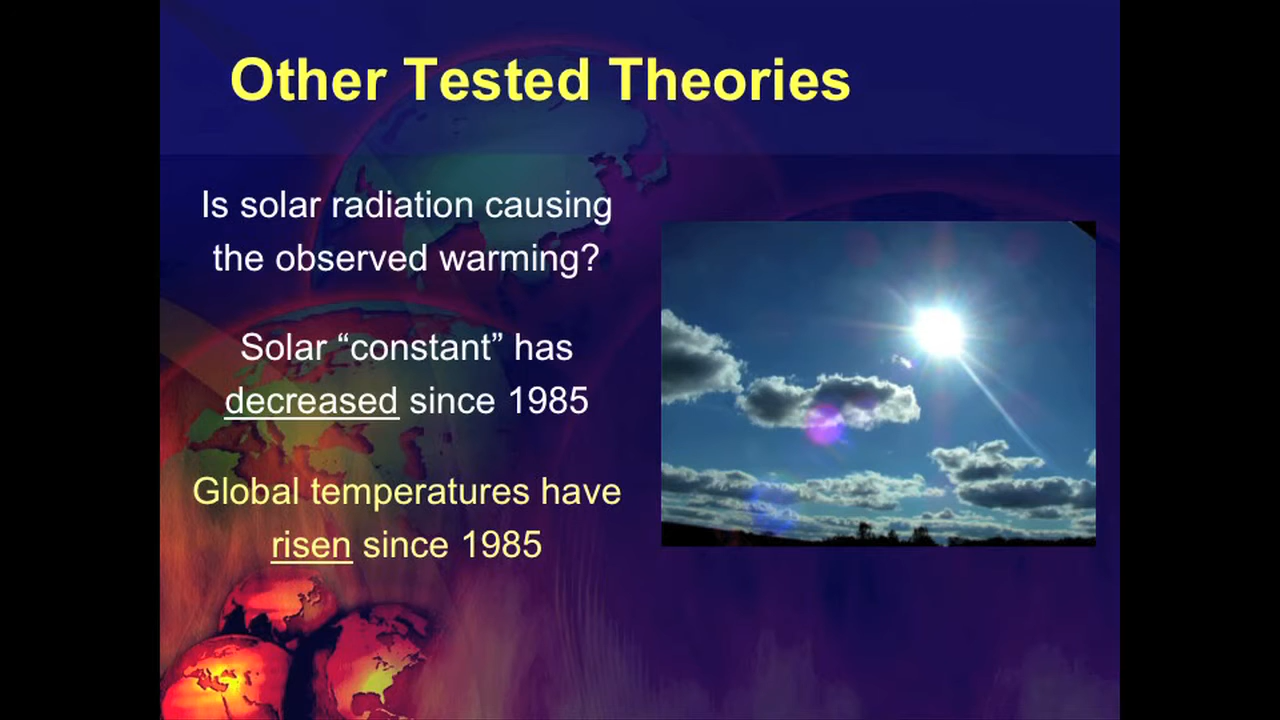 Other Tested Theories
Is solar radiation causing
the observed warming?
Solar “constant” has
decreased since 1985
Global temperatures have
risen since 1985